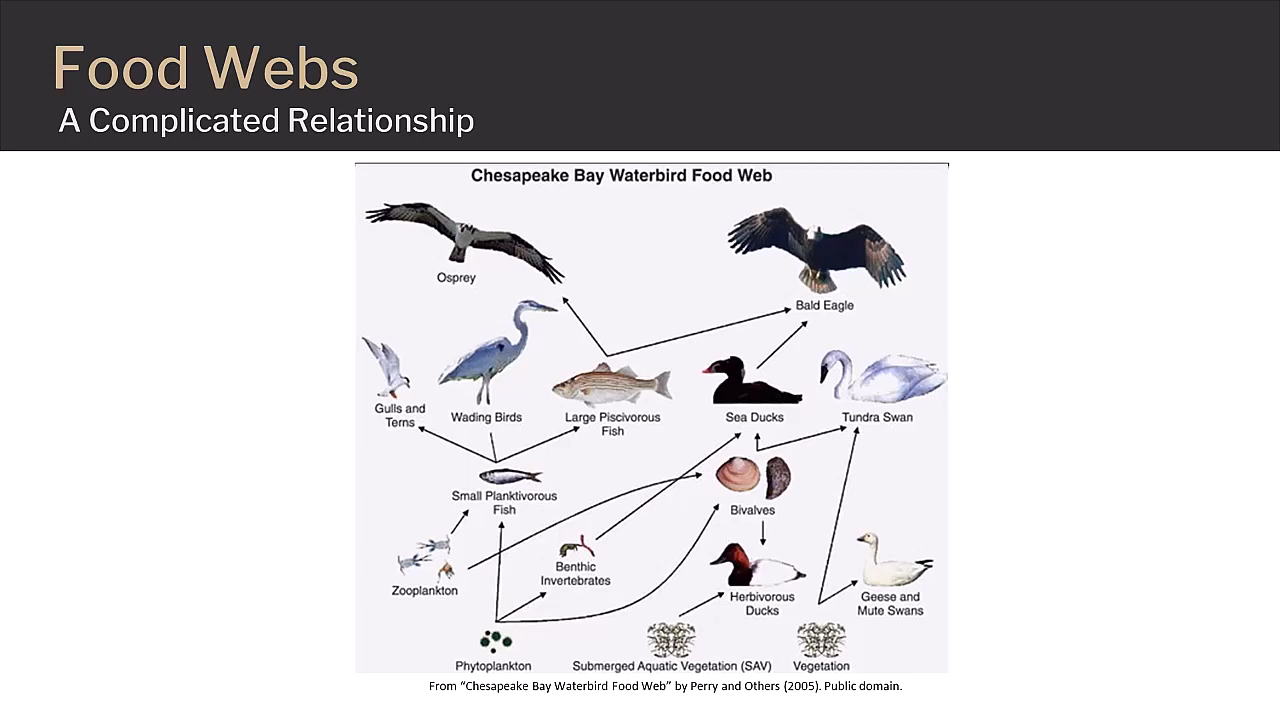 Food Webs
A Complicated Relationship
Chesapeake Bay Waterbird Food Web
Osprey
Bald Eagle
Gulls and
Terns
Wading Birds
Large Piscivorous
Fish
Sea Ducks
Tundra Swan
Small Planktivorous
Fish
Bivalves
Zooplankton
Benthic
Invertebrates
Herbivorous
Ducks
Geese and
Mute Swans
Phytoplankton
Submerged Aquatic Vegetation (SAV)
Vegetation
From “Chesapeake Bay Waterbird Food Web” by Perry and Others (2005). Public domain.